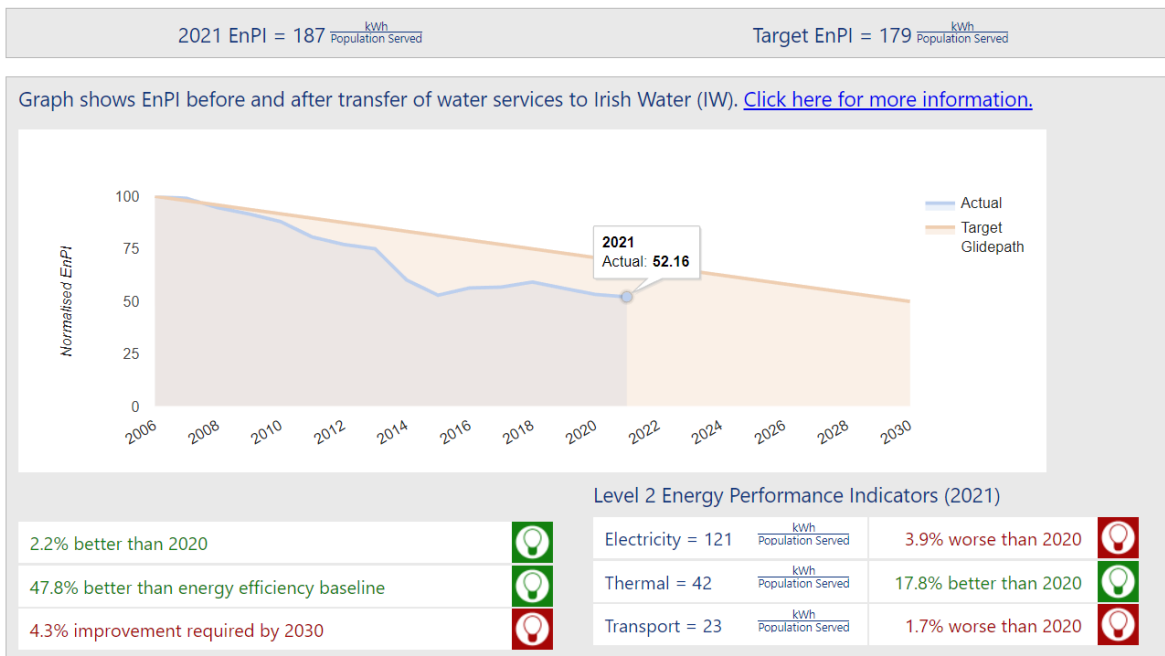 2021 EnPI = 187 kWh / Population Served
Target EnPI = 179 kWh / Population Served
Graph shows EnPI before and after transfer of water services to Irish Water (IW). Click here for more information.
100
75
50
25
0
Normalised EnPI
2021
Actual: 52.16
Actual
Target
Glidepath
2006
2008
2010
2012
2014
2016
2018
2020
2022
2024
2026
2028
2030
2.2% better than 2020
47.8% better than energy efficiency baseline
4.3% improvement required by 2030
Level 2 Energy Performance Indicators (2021)
Electricity = 121 kWh / Population Served 3.9% worse than 2020
Thermal = 42 kWh / Population Served 17.8% better than 2020
Transport = 23 kWh / Population Served 1.7% worse than 2020